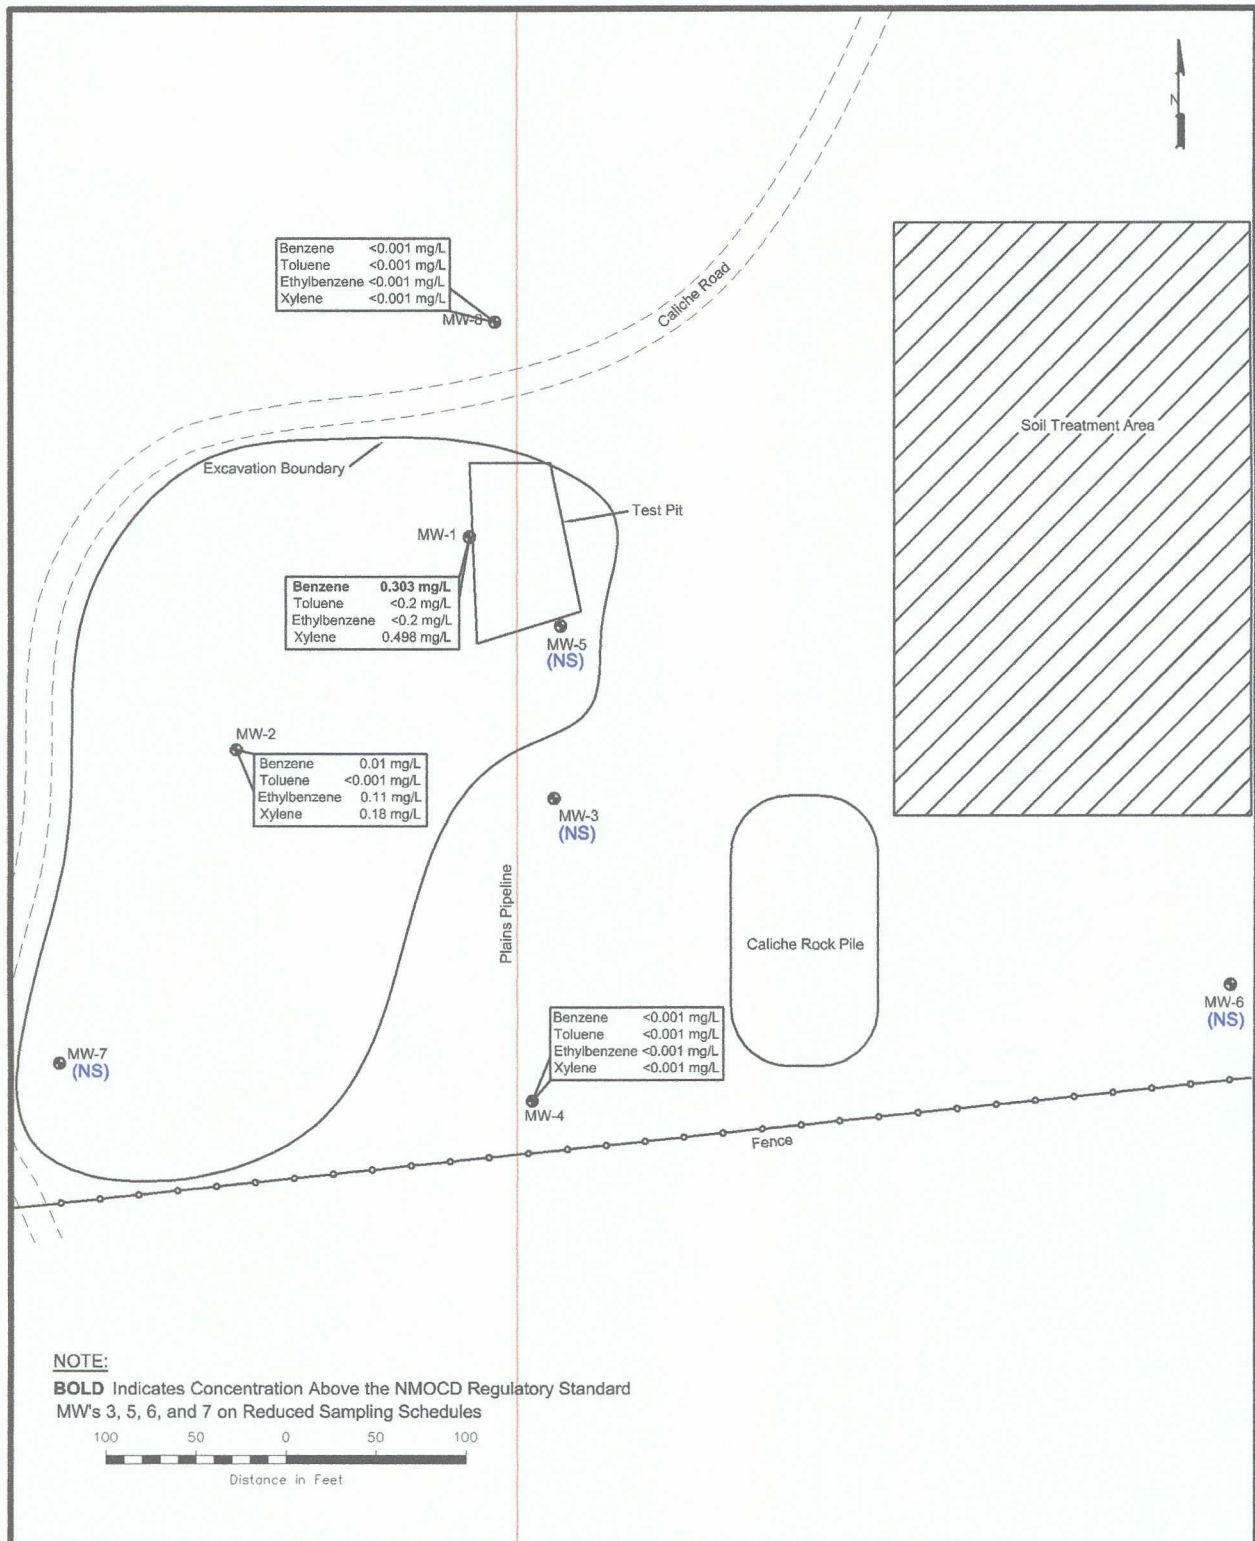 N
Benzene <0.001 mg/L
Toluene <0.001 mg/L
Ethylbenzene <0.001 mg/L
Xylene <0.001 mg/L
MW-8
Caliche Road
Soil Treatment Area
Excavation Boundary
Test Pit
MW-1
Benzene 0.303 mg/L
Toluene <0.2 mg/L
Ethylbenzene <0.2 mg/L
Xylene 0.498 mg/L
MW-5
(NS)
MW-2
Benzene 0.01 mg/L
Toluene <0.001 mg/L
Ethylbenzene 0.11 mg/L
Xylene 0.18 mg/L
MW-3
(NS)
Plains Pipeline
Caliche Rock Pile
MW-6
(NS)
Benzene <0.001 mg/L
Toluene <0.001 mg/L
Ethylbenzene <0.001 mg/L
Xylene <0.001 mg/L
MW-7
(NS)
MW-4
Fence
NOTE:
BOLD Indicates Concentration Above the NMOCD Regulatory Standard
MW's 3, 5, 6, and 7 on Reduced Sampling Schedules
100 50 0 50 100
Distance in Feet